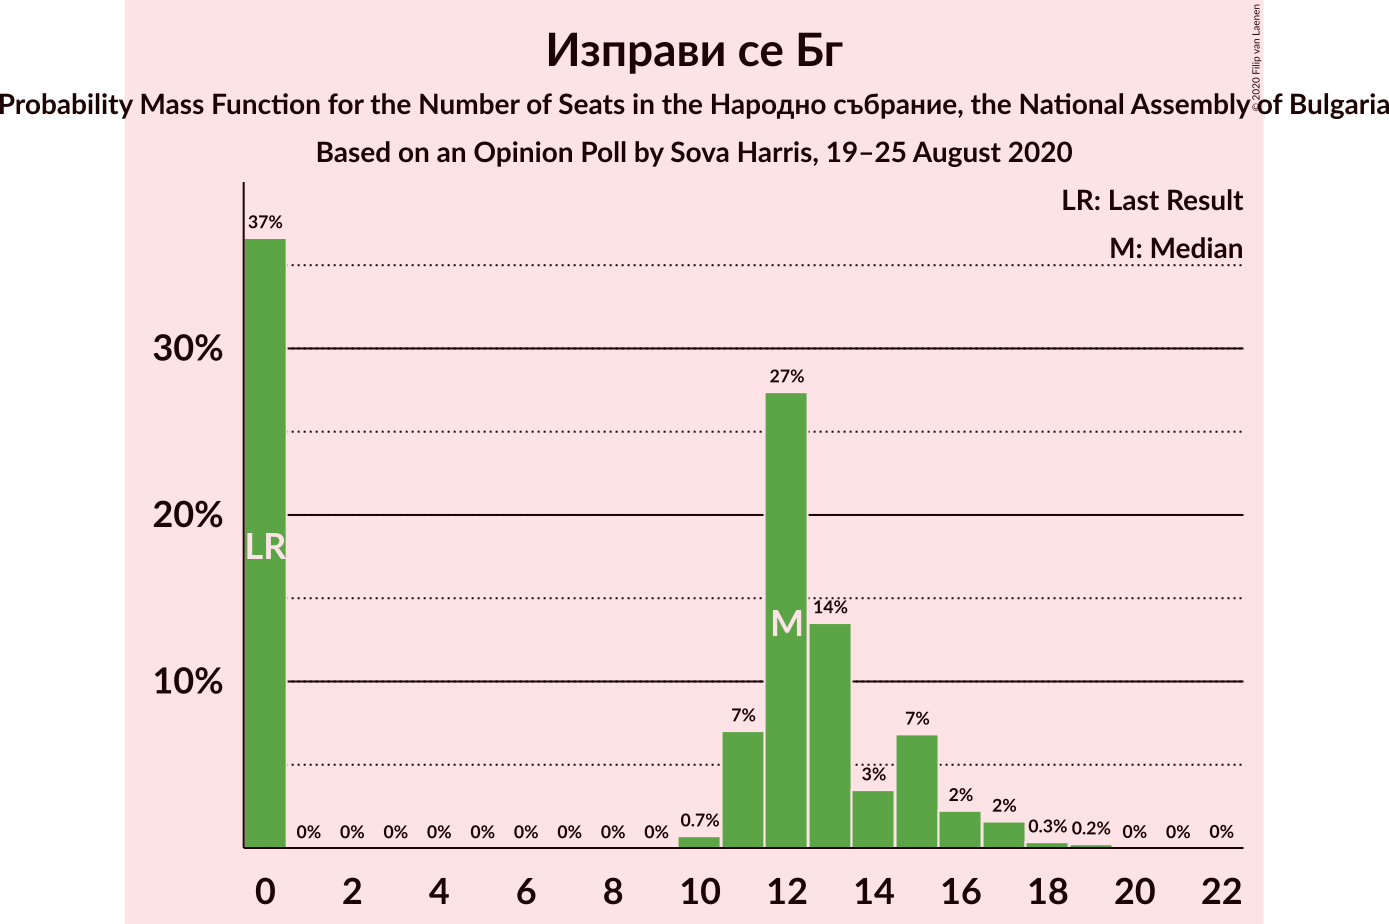 Изправи се Бг
Probability Mass Function for the Number of Seats in the Народно събрание, the National Assembly of Bulgaria
Based on an Opinion Poll by Sova Harris, 19–25 August 2020
© 2020 Filip van Laenen
LR: Last Result
M: Median
37%
30%
27%
20%
LR
14%
M
10%
7%
7%
3%
2%
2%
0% 0% 0% 0% 0% 0% 0% 0% 0% 0.7% 0.3% 0.2% 0% 0% 0%
0 2 4 6 8 10 12 14 16 18 20 22